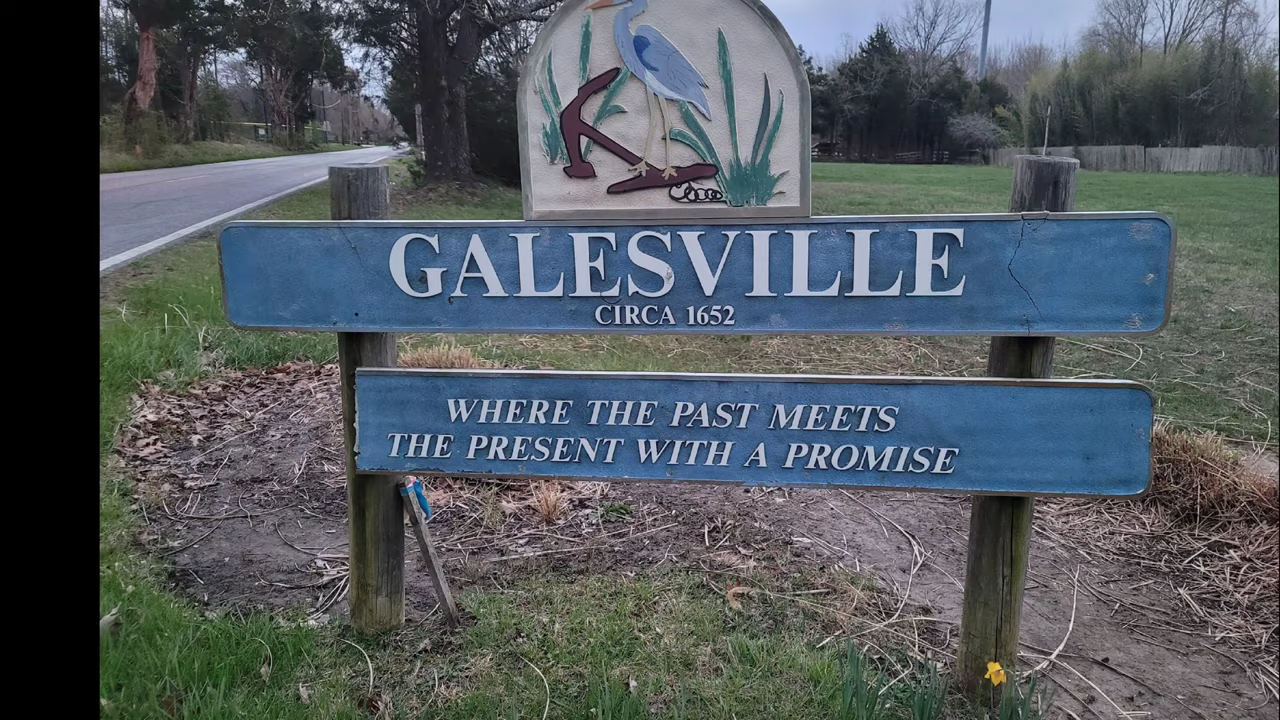 GALESVILLE
CIRCA 1652
WHERE THE PAST MEETS
THE PRESENT WITH A PROMISE